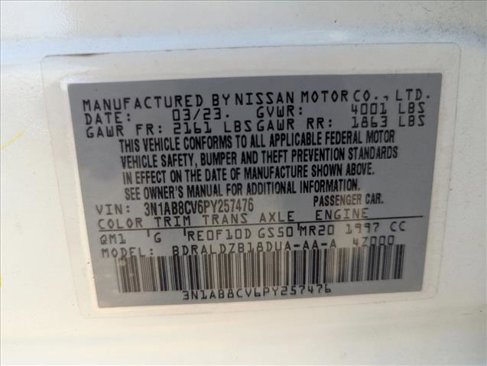 MANUFACTURED BY NISSAN MOTOR CO., LTD.
DATE: 03/23. GVWR: 4001 LBS
GAWR FR: 2161 LBS GAWR RR: 1863 LBS
THIS VEHICLE CONFORMS TO ALL APPLICABLE FEDERAL MOTOR
VEHICLE SAFETY, BUMPER AND THEFT PREVENTION STANDARDS
IN EFFECT ON THE DATE OF MANUFACTURE SHOWN ABOVE.
SEE OWNER'S MANUAL FOR ADDITIONAL INFORMATION
VIN: 3N1AB8CV6PY257476 PASSENGER CAR.
COLOR TRIM TRANS AXLE ENGINE
QM1 G RE0F10D GS50 MR20 1997 CC
MODEL: BDRALDZB18DUA-AA-A 4Z000
3N1AB8CV6PY257476